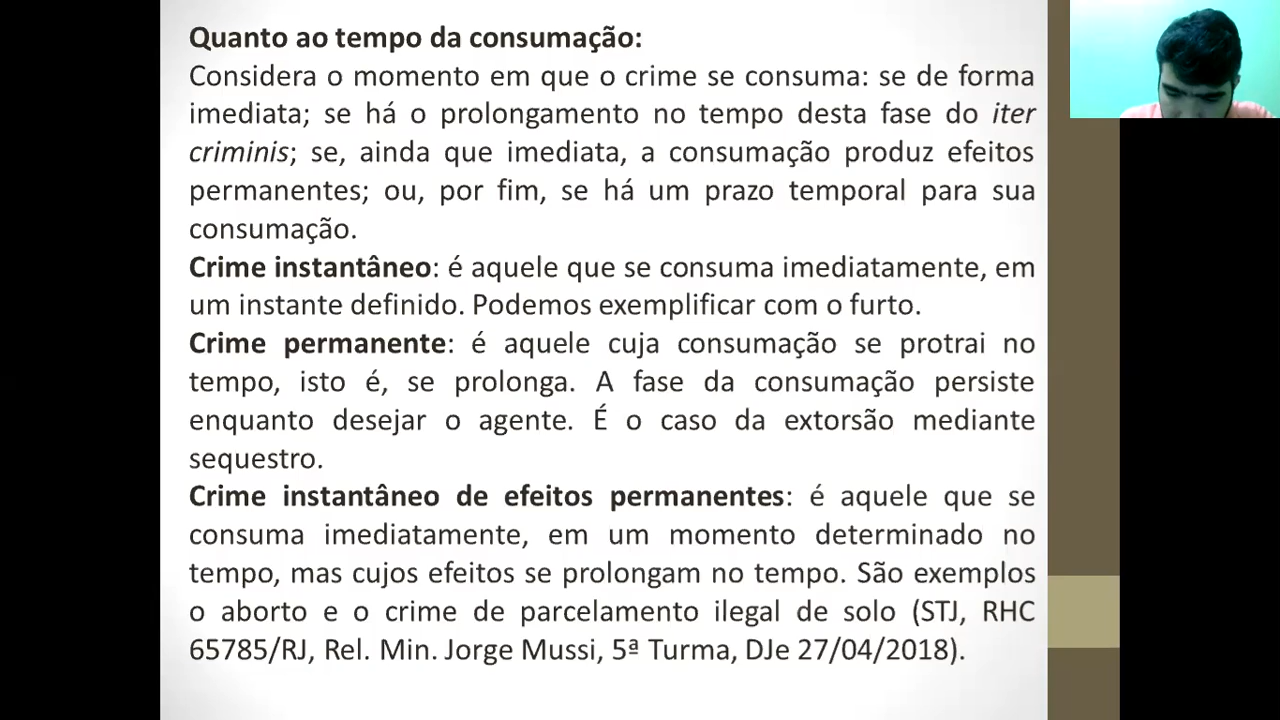 Quanto ao tempo da consumação:
Considera o momento em que o crime se consuma: se de forma
imediata; se há o prolongamento no tempo desta fase do iter
criminis; se, ainda que imediata, a consumação produz efeitos
permanentes; ou, por fim, se há um prazo temporal para sua
consumação.
Crime instantâneo: é aquele que se consuma imediatamente, em
um instante definido. Podemos exemplificar com o furto.
Crime permanente: é aquele cuja consumação se protrai no
tempo, isto é, se prolonga. A fase da consumação persiste
enquanto desejar o agente. É o caso da extorsão mediante
sequestro.
Crime instantâneo de efeitos permanentes: é aquele que se
consuma imediatamente, em um momento determinado no
tempo, mas cujos efeitos se prolongam no tempo. São exemplos
o aborto e o crime de parcelamento ilegal de solo (STJ, RHC
65785/RJ, Rel. Min. Jorge Mussi, 5ª Turma, DJe 27/04/2018).